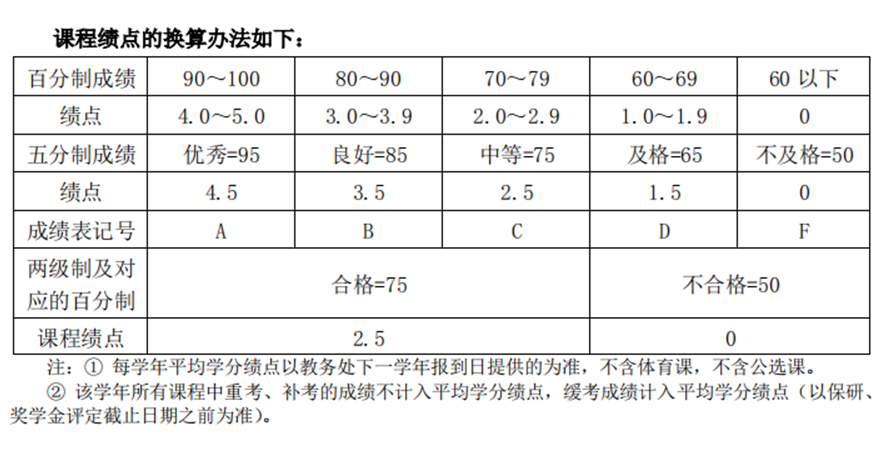 课程绩点的换算办法如下：
百分制成绩 90～100 80～90 70～79 60～69 60 以下
绩点 4.0～5.0 3.0～3.9 2.0～2.9 1.0～1.9 0
五分制成绩 优秀=95 良好=85 中等=75 及格=65 不及格=50
绩点 4.5 3.5 2.5 1.5 0
成绩表记号 A B C D F
两级制及对
应的百分制 合格=75 不合格=50
课程绩点 2.5 0
注：① 每学年平均学分绩点以教务处下一学年报到日提供的为准，不含体育课，不含公选课。
② 该学年所有课程中重考、补考的成绩不计入平均学分绩点，缓考成绩计入平均学分绩点（以保研、
奖学金评定截止日期之前为准）。